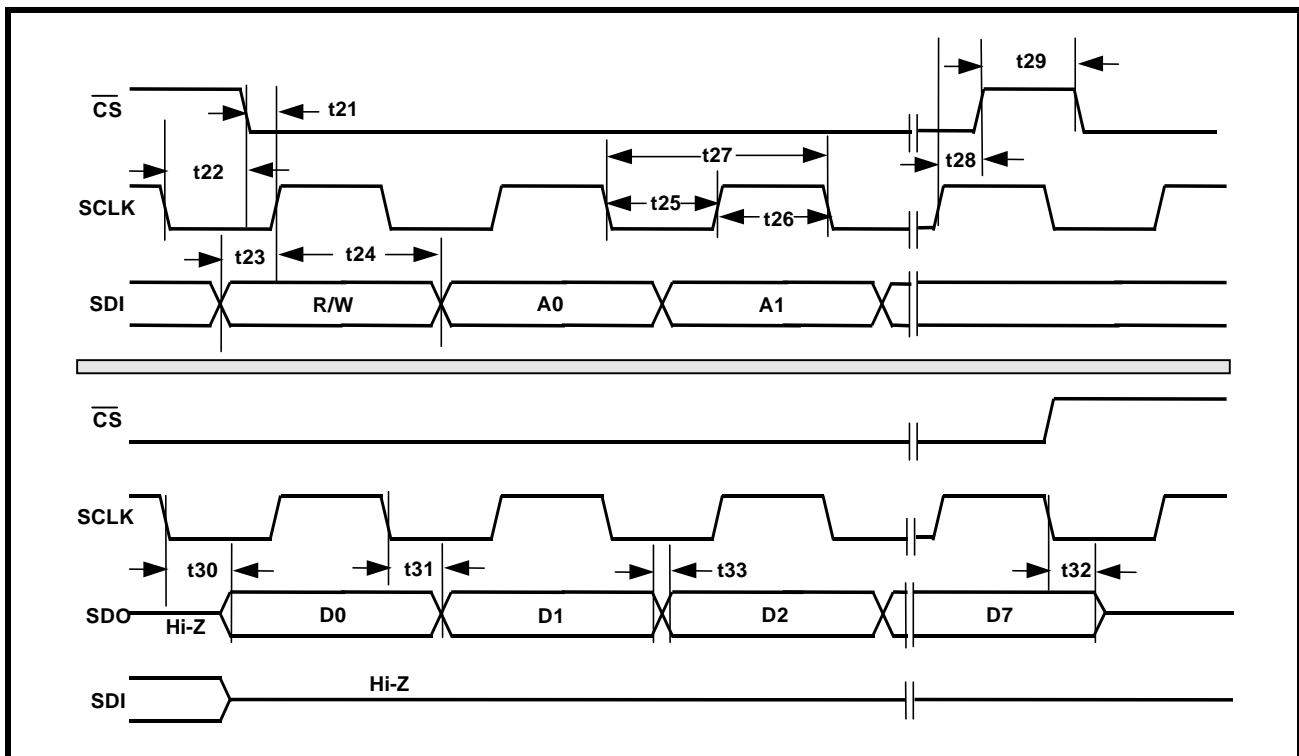 t29
CS
t21
t28
t27
t22
t25
t26
SCLK
t23
t24
SDI
R/W
A0
A1
CS
SCLK
t30
t31
t33
t32
SDO
Hi-Z
D0
D1
D2
D7
SDI
Hi-Z